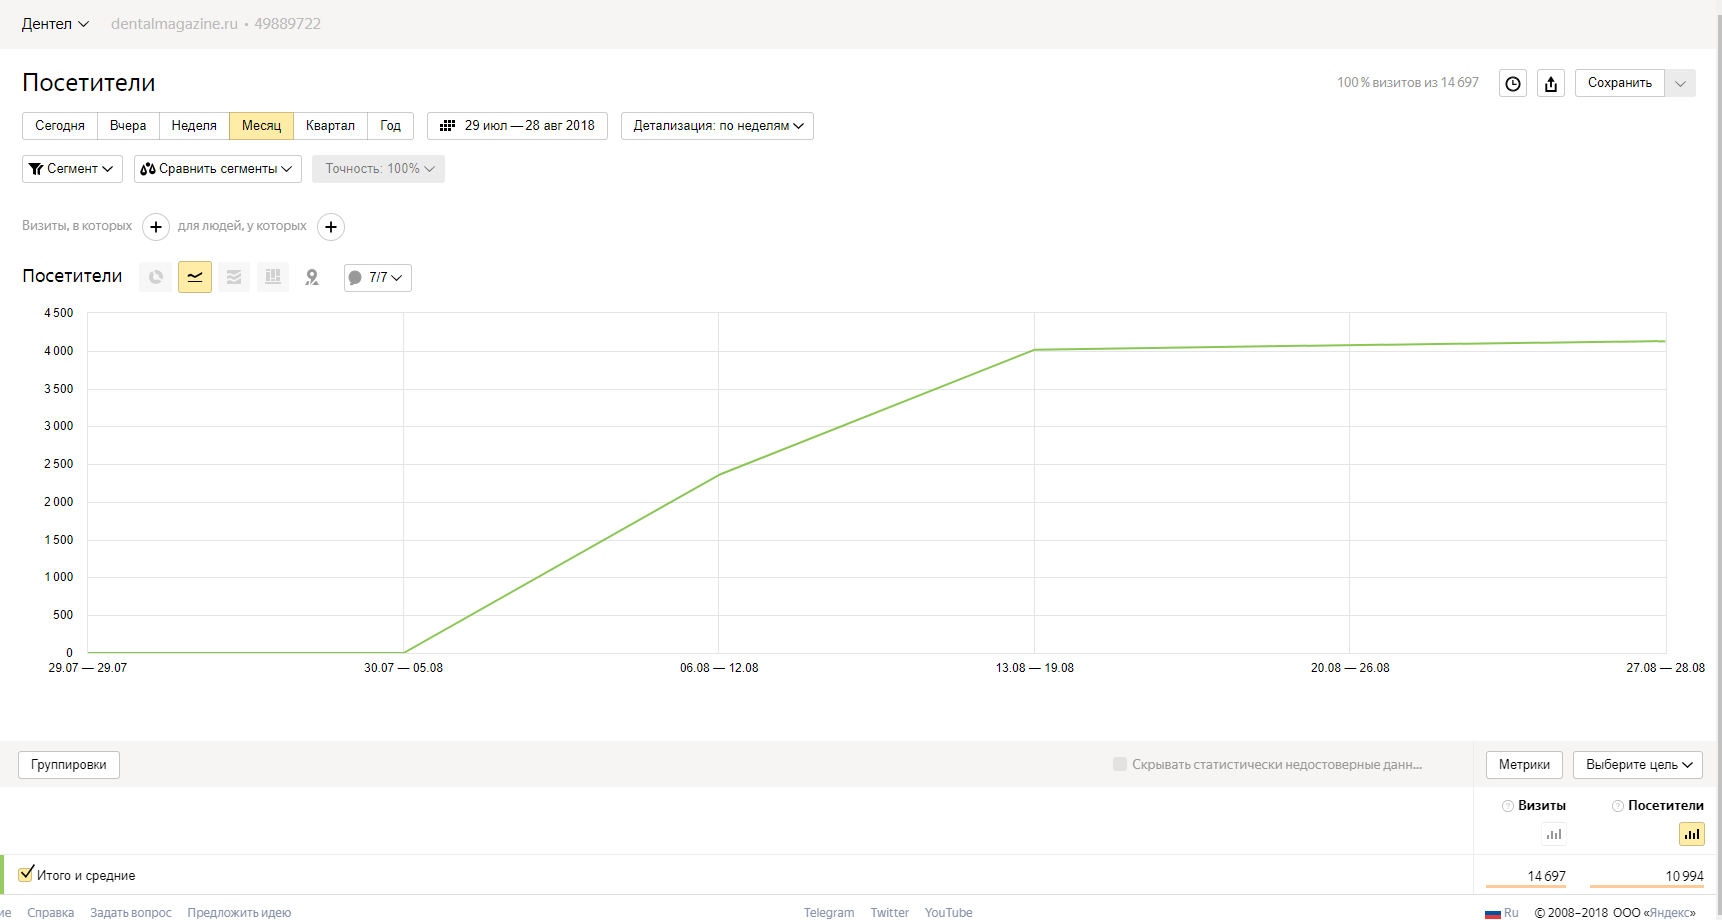 Дентел dentalmagazine.ru • 49889722
Посетители
100 % визитов из 14 697
Сохранить
Сегодня Вчера Неделя Месяц Квартал Год 29 июл — 28 авг 2018 Детализация: по неделям
Сегмент Сравнить сегменты Точность: 100%
Визиты, в которых + для людей, у которых +
Посетители 7/7
4 500
4 000
3 500
3 000
2 500
2 000
1 500
1 000
500
0
29.07 — 29.07 30.07 — 05.08 06.08 — 12.08 13.08 — 19.08 20.08 — 26.08 27.08 — 28.08
Группировки Скрывать статистически недостоверные данн... Метрики Выберите цель
? Визиты ? Посетители
Итого и средние 14 697 10 994
ие Справка Задать вопрос Предложить идею Telegram Twitter YouTube Ru © 2008–2018 ООО «Яндекс»